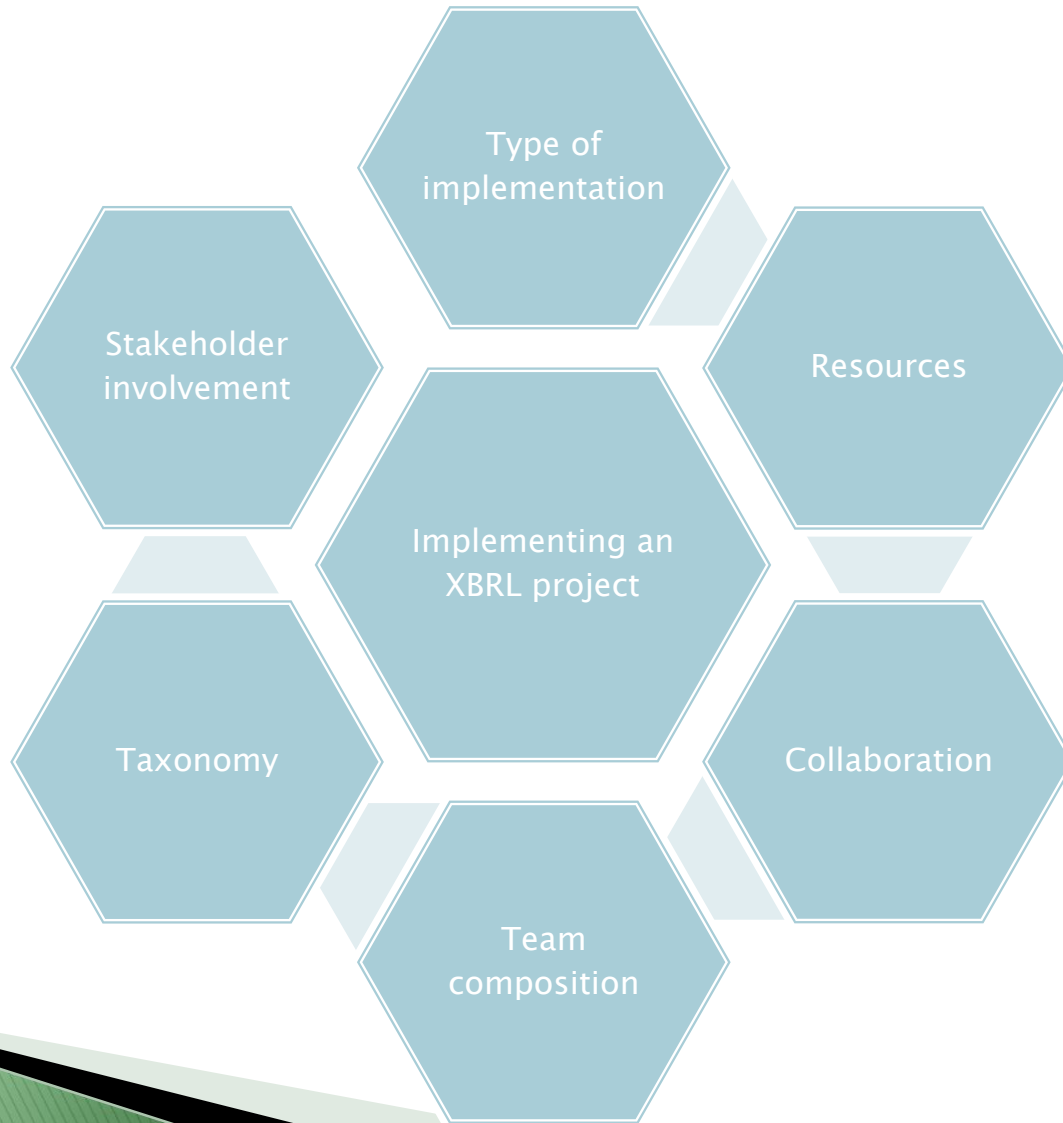 Type of
implementation
Stakeholder
involvement
Resources
Implementing an
XBRL project
Taxonomy
Collaboration
Team
composition